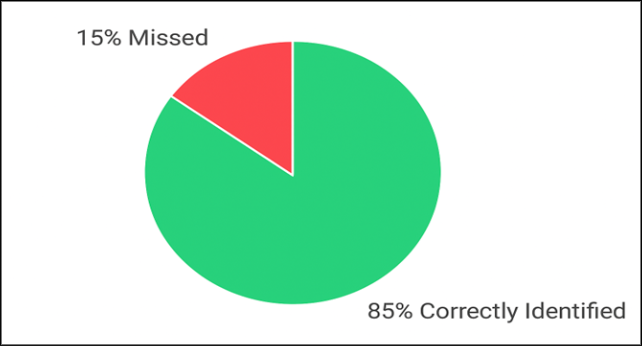 15% Missed
85% Correctly Identified